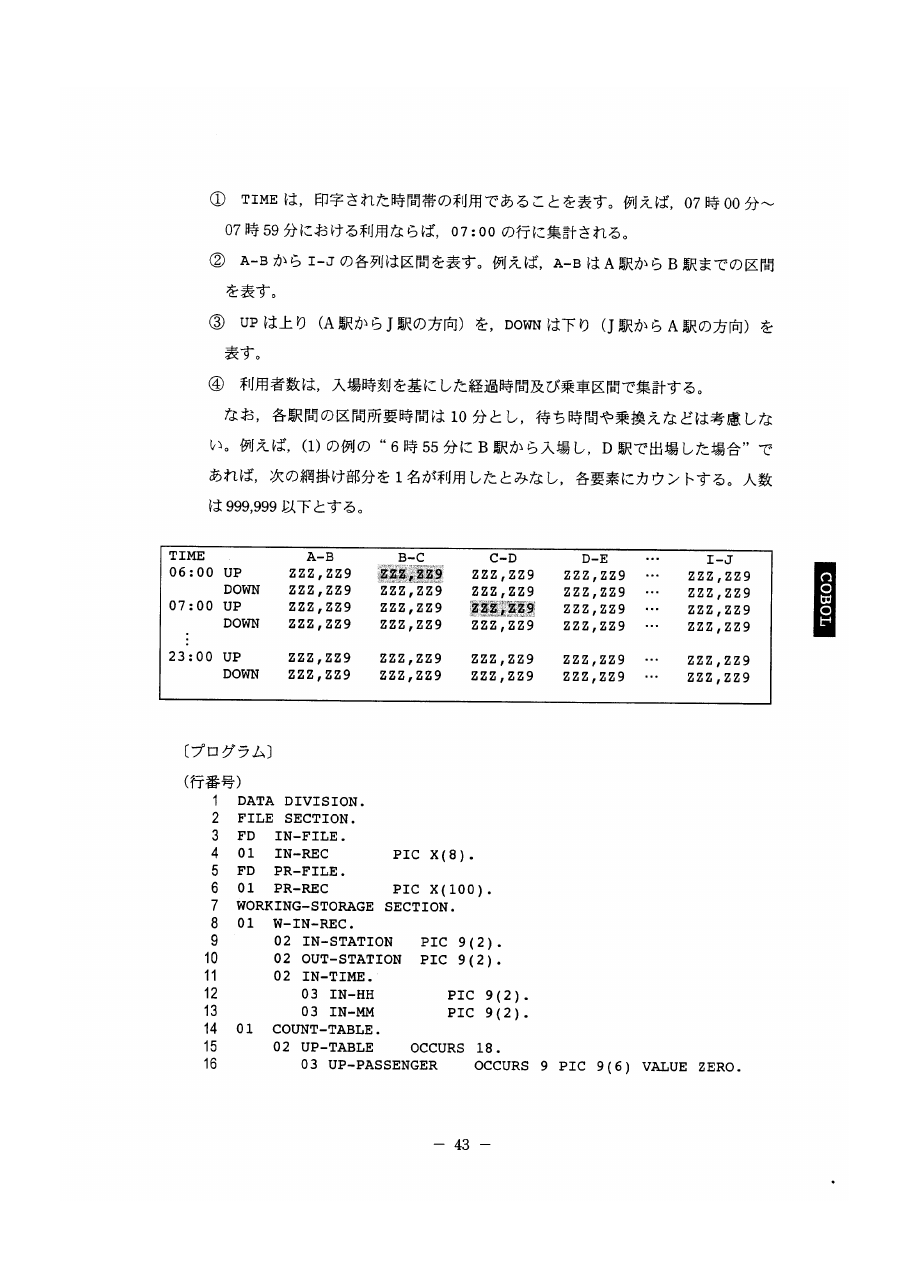 ① TIME は，印字された時間帯の利用であることを表す。例えば，07 時 00 分～
07 時 59 分における利用ならば，07:00 の行に集計される。
② A-B から I-J の各列は区間を表す。例えば，A-B は A 駅から B 駅までの区間
を表す。
③ UP は上り（A 駅から J 駅の方向）を，DOWN は下り（J 駅から A 駅の方向）を
表す。
④ 利用者数は，入場時刻を基にした経過時間及び乗車区間で集計する。
なお，各駅間の区間所要時間は 10 分とし，待ち時間や乗換えなどは考慮しな
い。例えば，(1) の例の “ 6 時 55 分に B 駅から入場し，D 駅で出場した場合” で
あれば，次の網掛け部分を 1 名が利用したとみなし，各要素にカウントする。人数
は 999,999 以下とする。
TIME A-B B-C C-D D-E … I-J
06:00 UP ZZZ,ZZ9 ZZZ,ZZ9 ZZZ,ZZ9 ZZZ,ZZ9 … ZZZ,ZZ9
DOWN ZZZ,ZZ9 ZZZ,ZZ9 ZZZ,ZZ9 ZZZ,ZZ9 … ZZZ,ZZ9
07:00 UP ZZZ,ZZ9 ZZZ,ZZ9 ZZZ,ZZ9 ZZZ,ZZ9 … ZZZ,ZZ9
DOWN ZZZ,ZZ9 ZZZ,ZZ9 ZZZ,ZZ9 ZZZ,ZZ9 … ZZZ,ZZ9
⋮
23:00 UP ZZZ,ZZ9 ZZZ,ZZ9 ZZZ,ZZ9 ZZZ,ZZ9 … ZZZ,ZZ9
DOWN ZZZ,ZZ9 ZZZ,ZZ9 ZZZ,ZZ9 ZZZ,ZZ9 … ZZZ,ZZ9
COBOL
〔プログラム〕
(行番号)
1 DATA DIVISION.
2 FILE SECTION.
3 FD IN-FILE.
4 01 IN-REC PIC X(8).
5 FD PR-FILE.
6 01 PR-REC PIC X(100).
7 WORKING-STORAGE SECTION.
8 01 W-IN-REC.
9 02 IN-STATION PIC 9(2).
10 02 OUT-STATION PIC 9(2).
11 02 IN-TIME.
12 03 IN-HH PIC 9(2).
13 03 IN-MM PIC 9(2).
14 01 COUNT-TABLE.
15 02 UP-TABLE OCCURS 18.
16 03 UP-PASSENGER OCCURS 9 PIC 9(6) VALUE ZERO.
－ 43 －